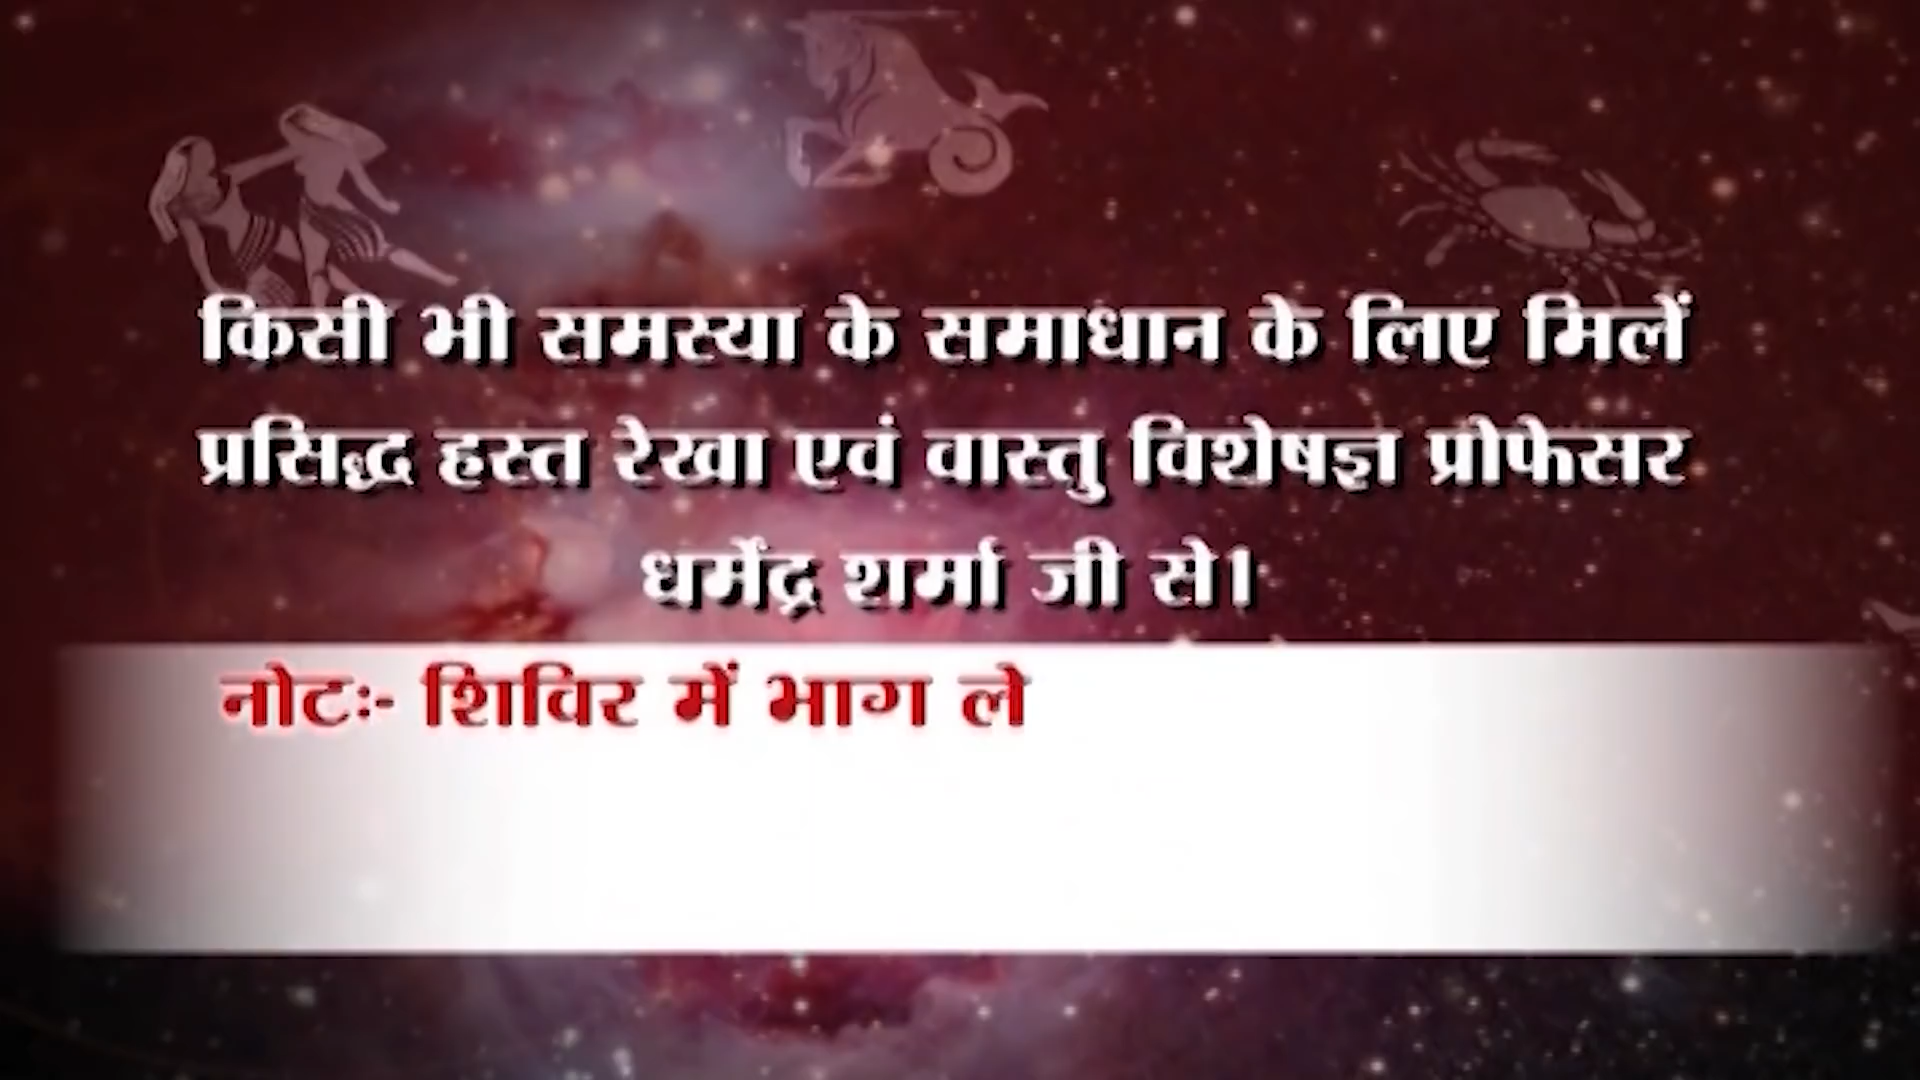 किसी भी समस्या के समाधान के लिए मिलें
प्रसिद्ध हस्त रेखा एवं वास्तु विशेषज्ञ प्रोफेसर
धर्मेंद्र शर्मा जी से।
नोटः- शिविर में भाग ले